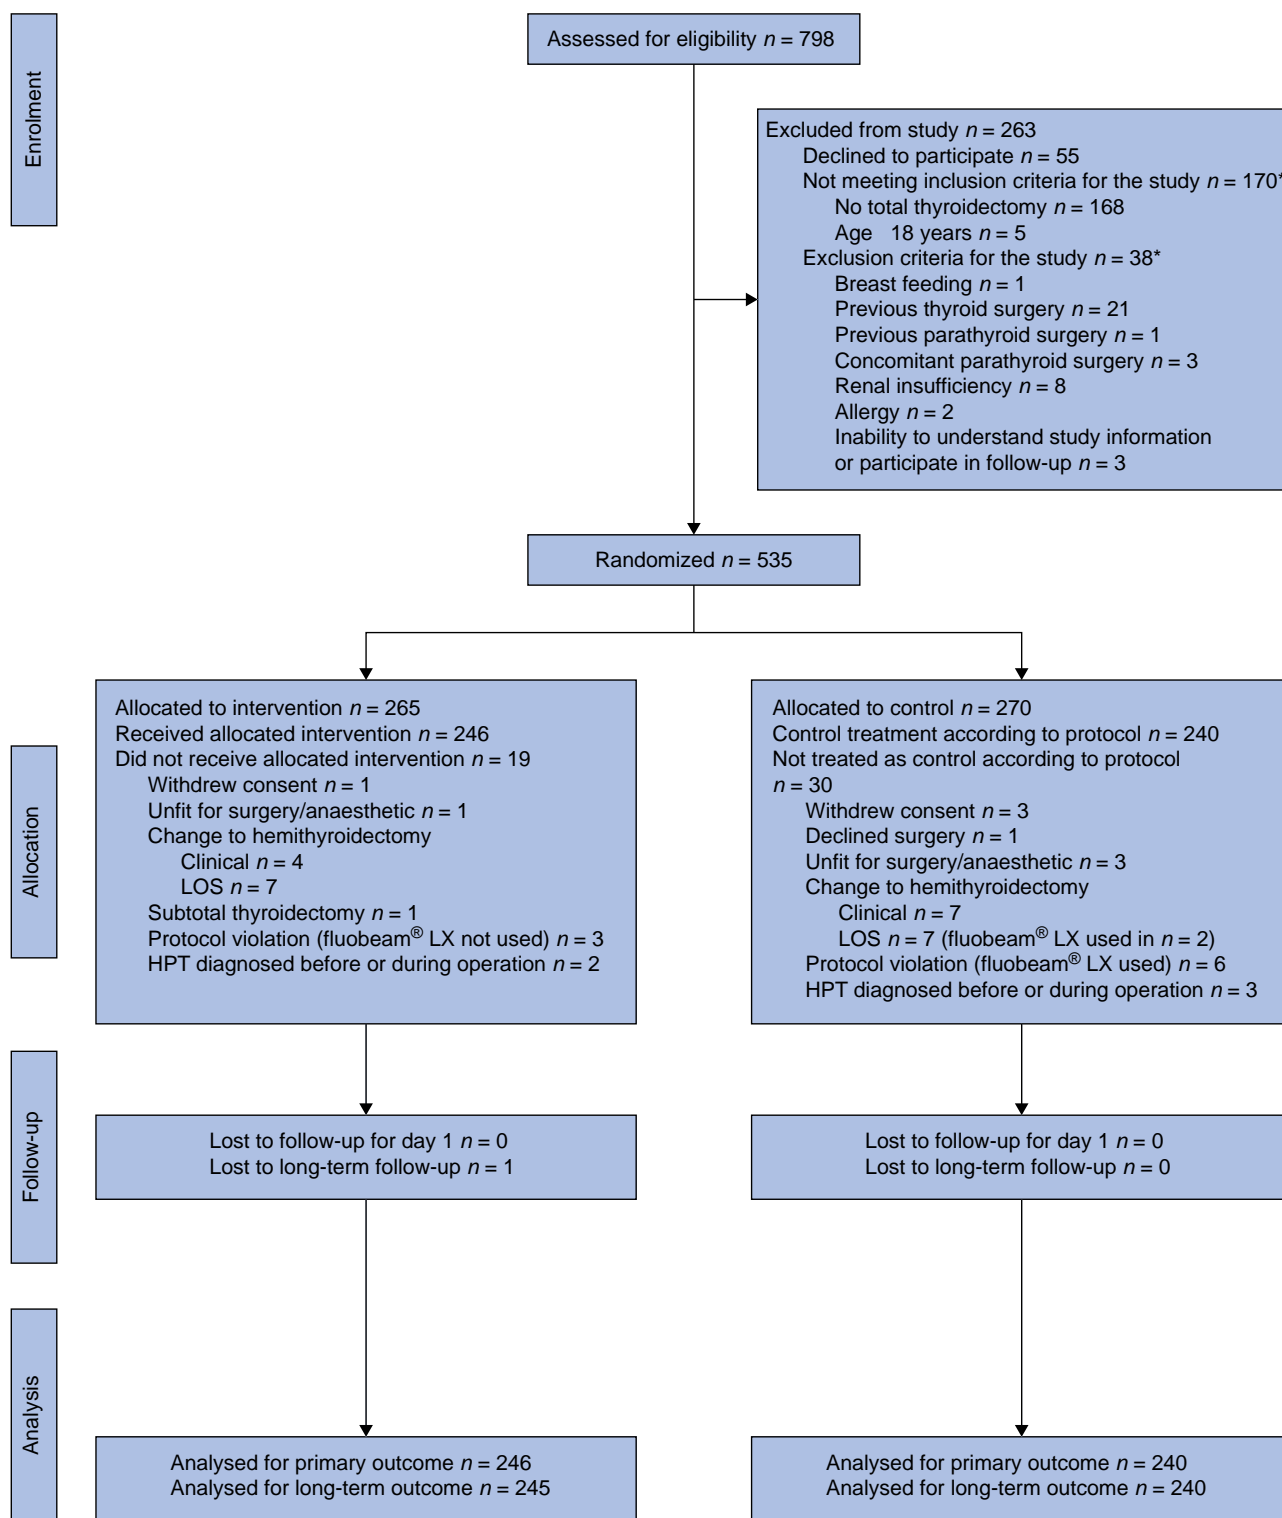 Enrolment
Assessed for eligibility n = 798
Excluded from study n = 263
Declined to participate n = 55
Not meeting inclusion criteria for the study n = 170*
No total thyroidectomy n = 168
Age 18 years n = 5
Exclusion criteria for the study n = 38*
Breast feeding n = 1
Previous thyroid surgery n = 21
Previous parathyroid surgery n = 1
Concomitant parathyroid surgery n = 3
Renal insufficiency n = 8
Allergy n = 2
Inability to understand study information
or participate in follow-up n = 3
Randomized n = 535
Allocation
Allocated to intervention n = 265
Received allocated intervention n = 246
Did not receive allocated intervention n = 19
Withdrew consent n = 1
Unfit for surgery/anaesthetic n = 1
Change to hemithyroidectomy
Clinical n = 4
LOS n = 7
Subtotal thyroidectomy n = 1
Protocol violation (fluobeam® LX not used) n = 3
HPT diagnosed before or during operation n = 2
Allocated to control n = 270
Control treatment according to protocol n = 240
Not treated as control according to protocol
n = 30
Withdrew consent n = 3
Declined surgery n = 1
Unfit for surgery/anaesthetic n = 3
Change to hemithyroidectomy
Clinical n = 7
LOS n = 7 (fluobeam® LX used in n = 2)
Protocol violation (fluobeam® LX used) n = 6
HPT diagnosed before or during operation n = 3
Follow-up
Lost to follow-up for day 1 n = 0
Lost to long-term follow-up n = 1
Lost to follow-up for day 1 n = 0
Lost to long-term follow-up n = 0
Analysis
Analysed for primary outcome n = 246
Analysed for long-term outcome n = 245
Analysed for primary outcome n = 240
Analysed for long-term outcome n = 240